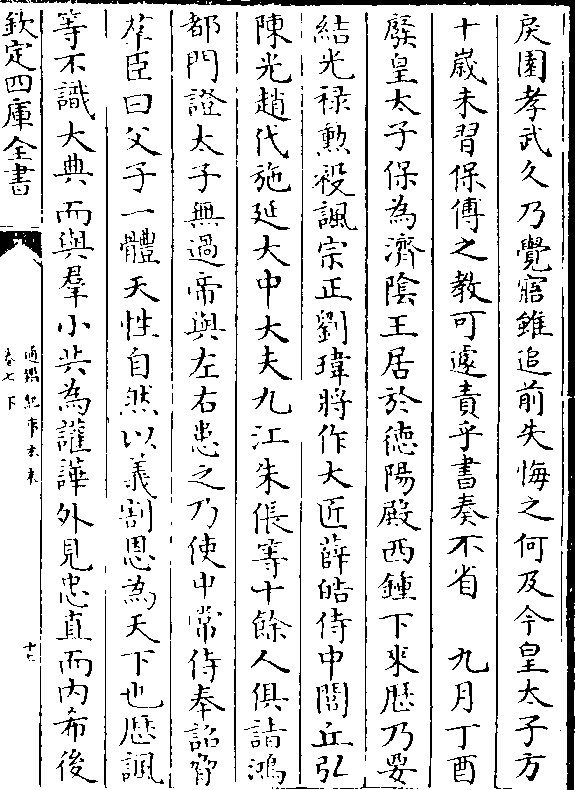 戾園孝武久乃覺寤雖追前失悔之何及今皇太子方
十歲未習保傅之教可遽責乎書奏不省　九月丁酉
廢皇太子保為濟陰王居於德陽殿西鍾下來歷乃要
結光祿勲祋諷宗正劉瑋將作大匠薛皓侍中閭丘弘
陳光趙代施延大中大夫九江朱倀等十餘人俱詣鴻
都門證太子無過帝與左右患之乃使中常侍奉詔脅
羣臣曰父子一體天性自然以義割恩為天下也歷諷
等不識大典而與羣小共為讙譁外見忠直而内希後
欽定四庫全書
通鑑紀事本末
卷七下
十七